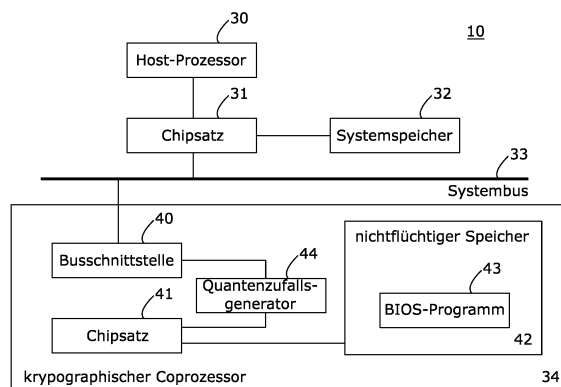 30
10
Host-Prozessor
31
32
Chipsatz
Systemspeicher
33
Systembus
40
44
nichtflüchtiger Speicher
Busschnittstelle
43
41
Quantenzufalls-
generator
BIOS-Programm
Chipsatz
42
krypographischer Coprozessor
34